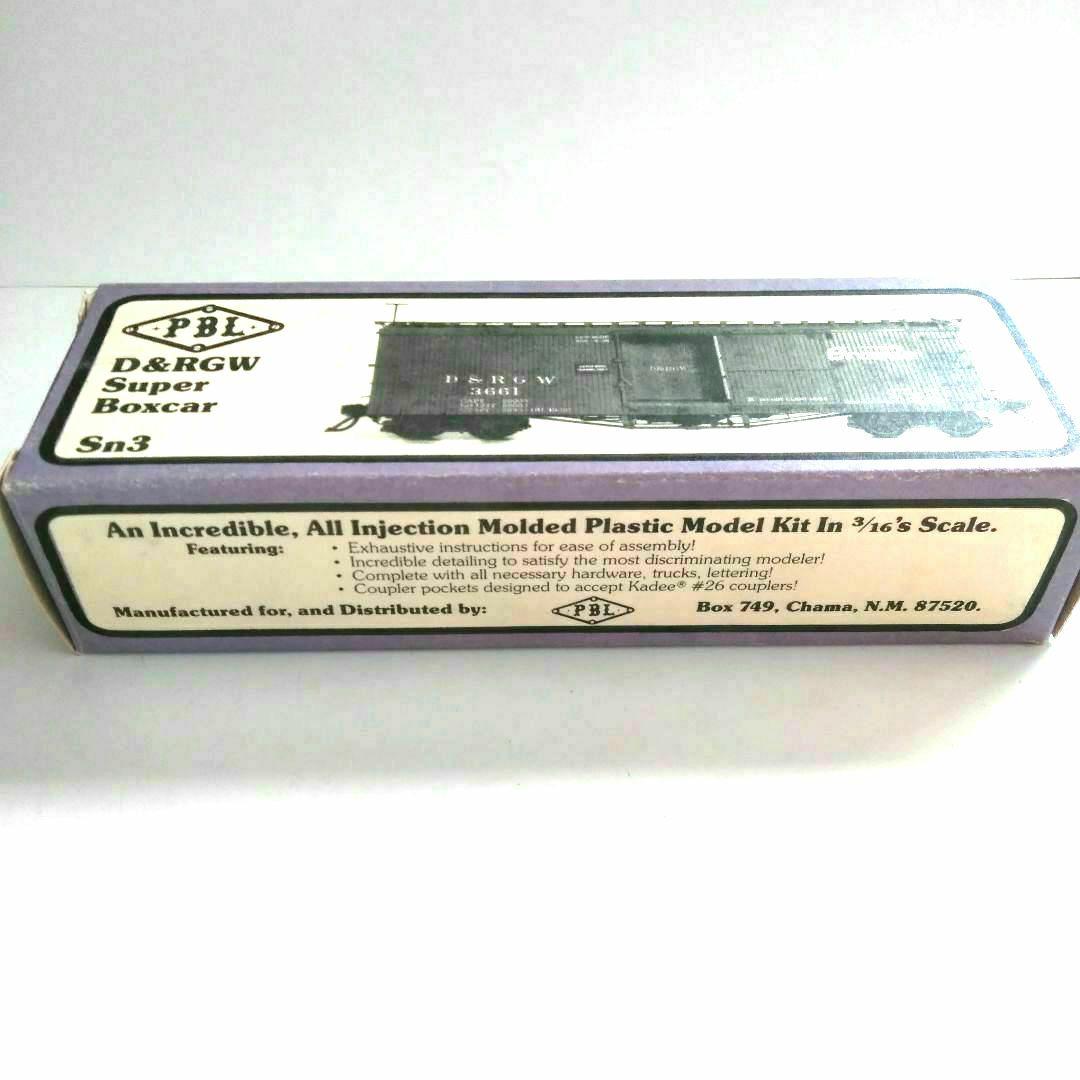 PBL
D&RGW
Super
Boxcar
Sn3
D & R G W
3661
D&RGW
An Incredible, All Injection Molded Plastic Model Kit In 3/16's Scale.
Featuring:
• Exhaustive instructions for ease of assembly!
• Incredible detailing to satisfy the most discriminating modeler!
• Complete with all necessary hardware, trucks, lettering!
• Coupler pockets designed to accept Kadee® #26 couplers!
Manufactured for, and Distributed by: PBL Box 749, Chama, N.M. 87520.